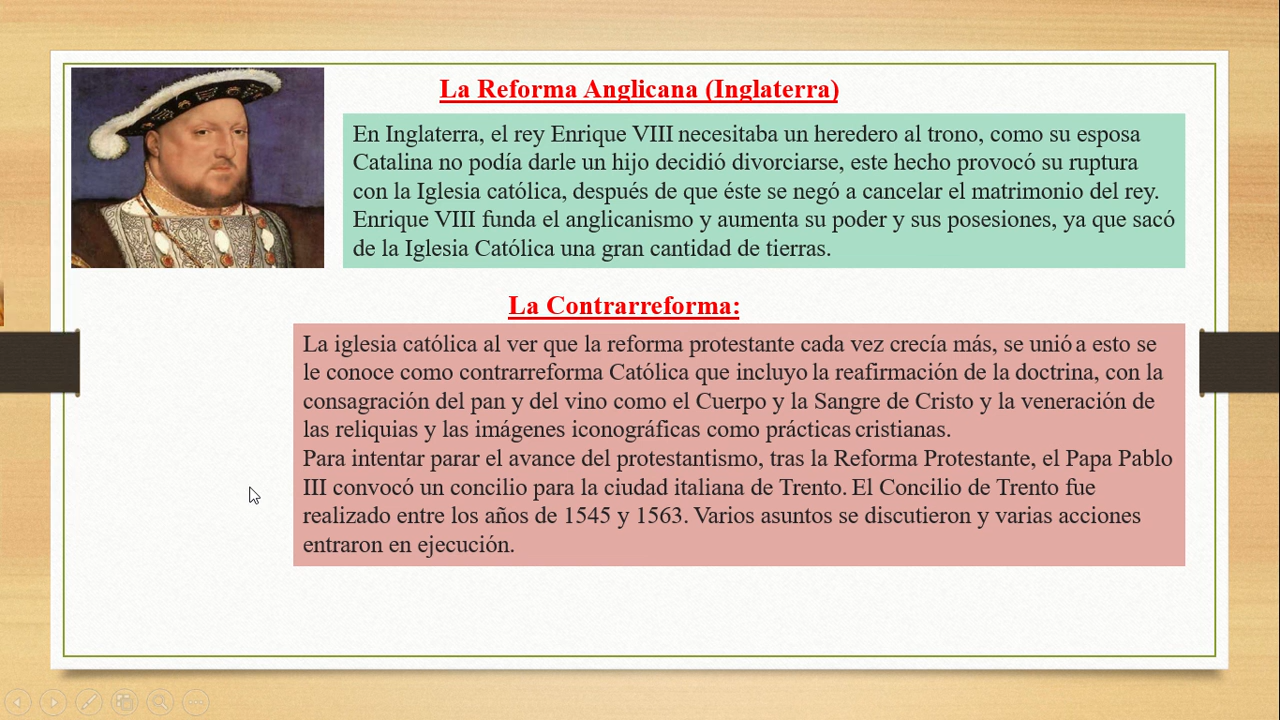 La Reforma Anglicana (Inglaterra)
En Inglaterra, el rey Enrique VIII necesitaba un heredero al trono, como su esposa
Catalina no podía darle un hijo decidió divorciarse, este hecho provocó su ruptura
con la Iglesia católica, después de que éste se negó a cancelar el matrimonio del rey.
Enrique VIII funda el anglicanismo y aumenta su poder y sus posesiones, ya que sacó
de la Iglesia Católica una gran cantidad de tierras.
La Contrarreforma:
La iglesia católica al ver que la reforma protestante cada vez crecía más, se unió a esto se
le conoce como contrarreforma Católica que incluyo la reafirmación de la doctrina, con la
consagración del pan y del vino como el Cuerpo y la Sangre de Cristo y la veneración de
las reliquias y las imágenes iconográficas como prácticas cristianas.
Para intentar parar el avance del protestantismo, tras la Reforma Protestante, el Papa Pablo
III convocó un concilio para la ciudad italiana de Trento. El Concilio de Trento fue
realizado entre los años de 1545 y 1563. Varios asuntos se discutieron y varias acciones
entraron en ejecución.